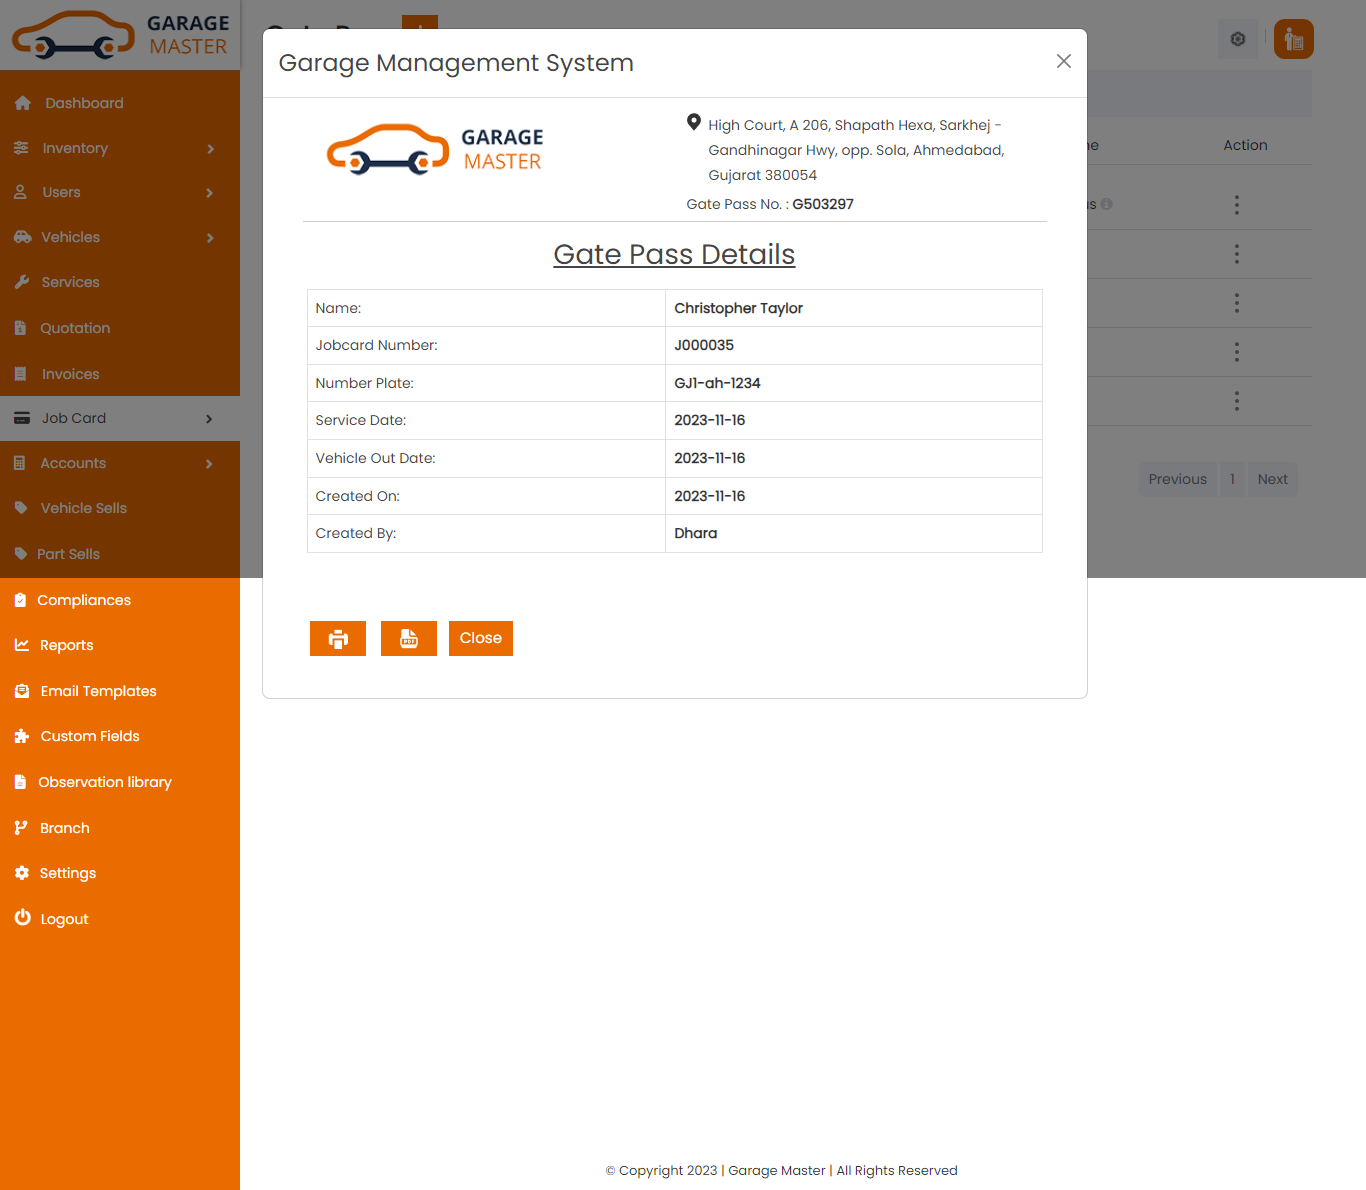 GARAGE
MASTER
Dashboard
Inventory
Users
Vehicles
Services
Quotation
Invoices
Job Card
Accounts
Vehicle Sells
Part Sells
Compliances
Reports
Email Templates
Custom Fields
Observation library
Branch
Settings
Logout
Garage Management System
GARAGE
MASTER
High Court, A 206, Shapath Hexa, Sarkhej -
Gandhinagar Hwy, opp. Sola, Ahmedabad,
Gujarat 380054
Gate Pass No. : G503297
Gate Pass Details
Name: Christopher Taylor
Jobcard Number: J000035
Number Plate: GJ1-ah-1234
Service Date: 2023-11-16
Vehicle Out Date: 2023-11-16
Created On: 2023-11-16
Created By: Dhara
PDF
Close
Action
Previous 1 Next
© Copyright 2023 | Garage Master | All Rights Reserved